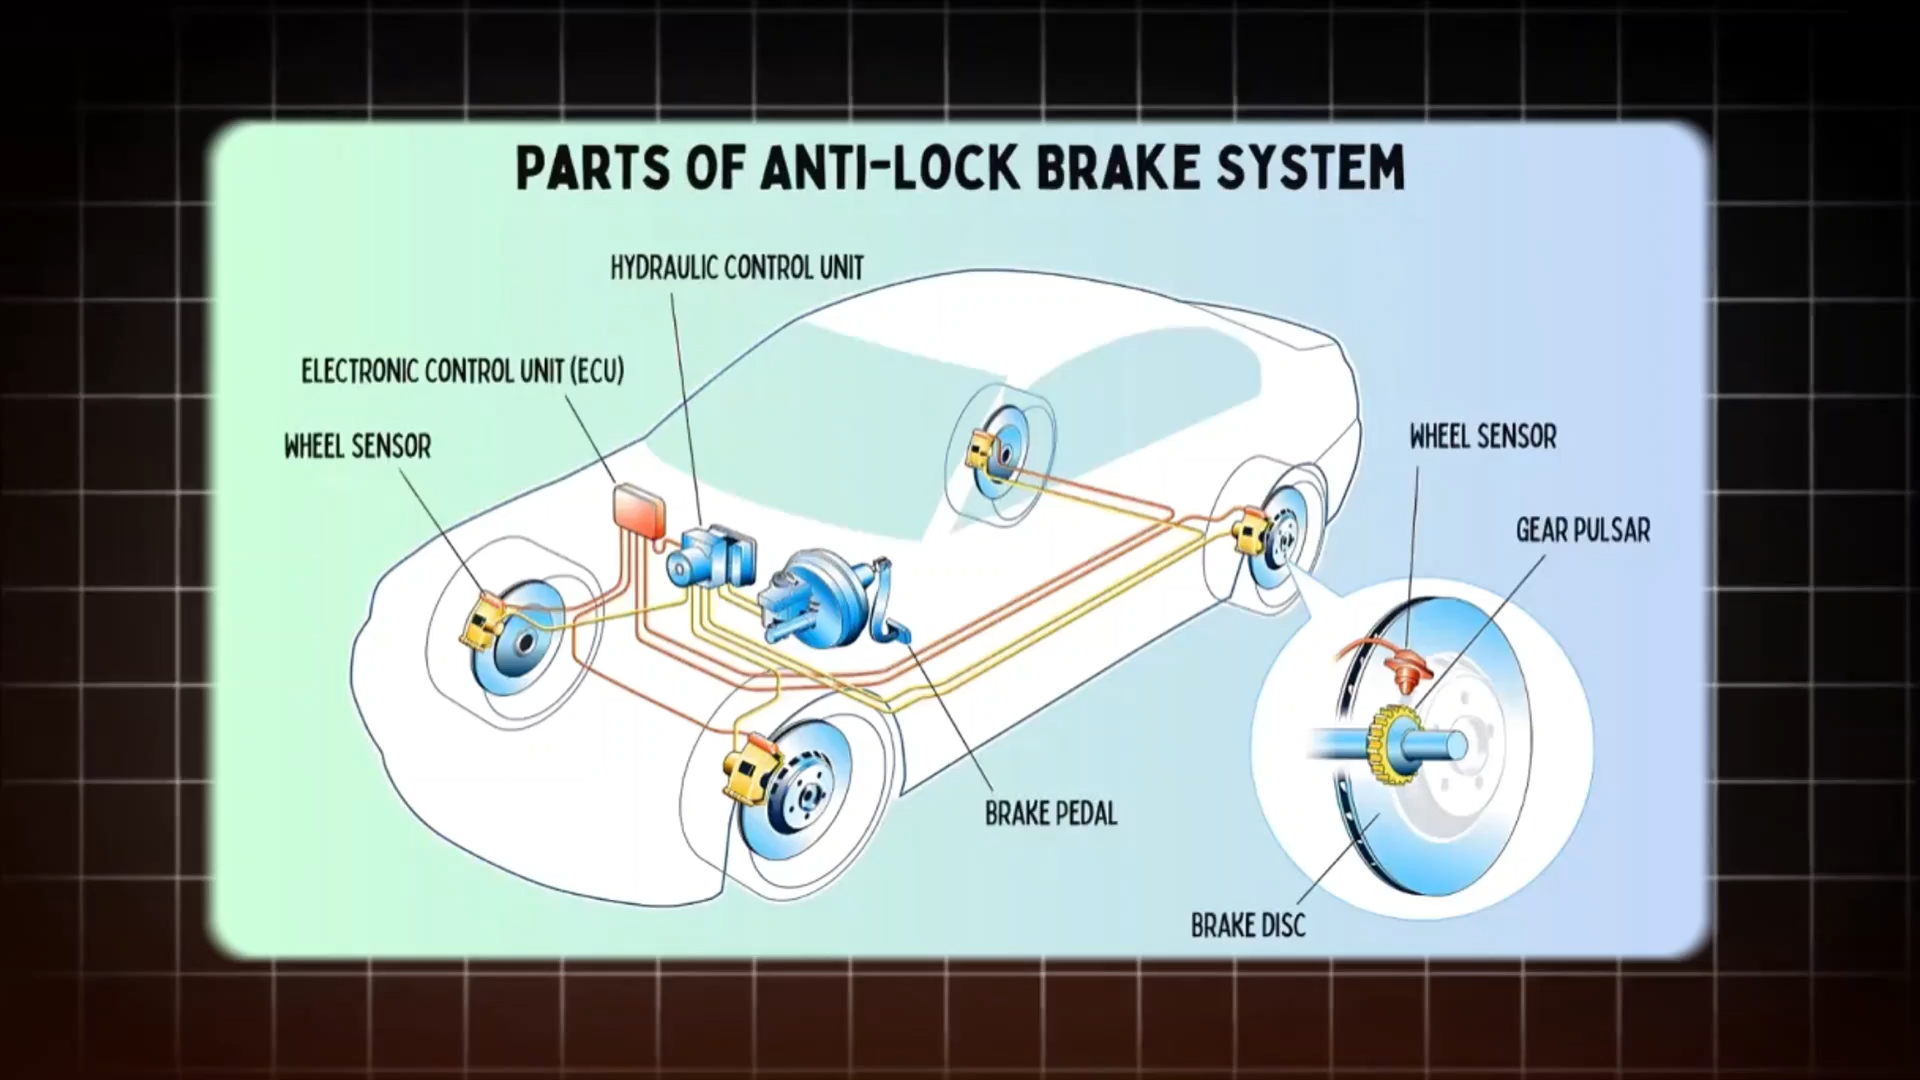 PARTS OF ANTI-LOCK BRAKE SYSTEM
HYDRAULIC CONTROL UNIT
ELECTRONIC CONTROL UNIT (ECU)
WHEEL SENSOR
WHEEL SENSOR
GEAR PULSAR
BRAKE PEDAL
BRAKE DISC